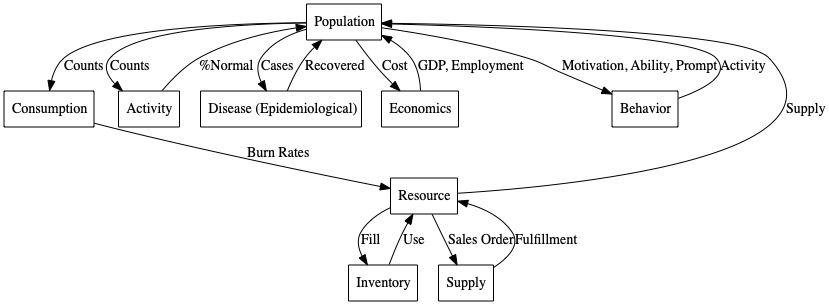 Population
Counts
Counts
%Normal
Cases
Recovered
Cost
GDP, Employment
Motivation, Ability, Prompt
Activity
Consumption
Activity
Disease (Epidemiological)
Economics
Behavior
Supply
Burn Rates
Resource
Fill
Use
Sales Order
Fulfillment
Inventory
Supply